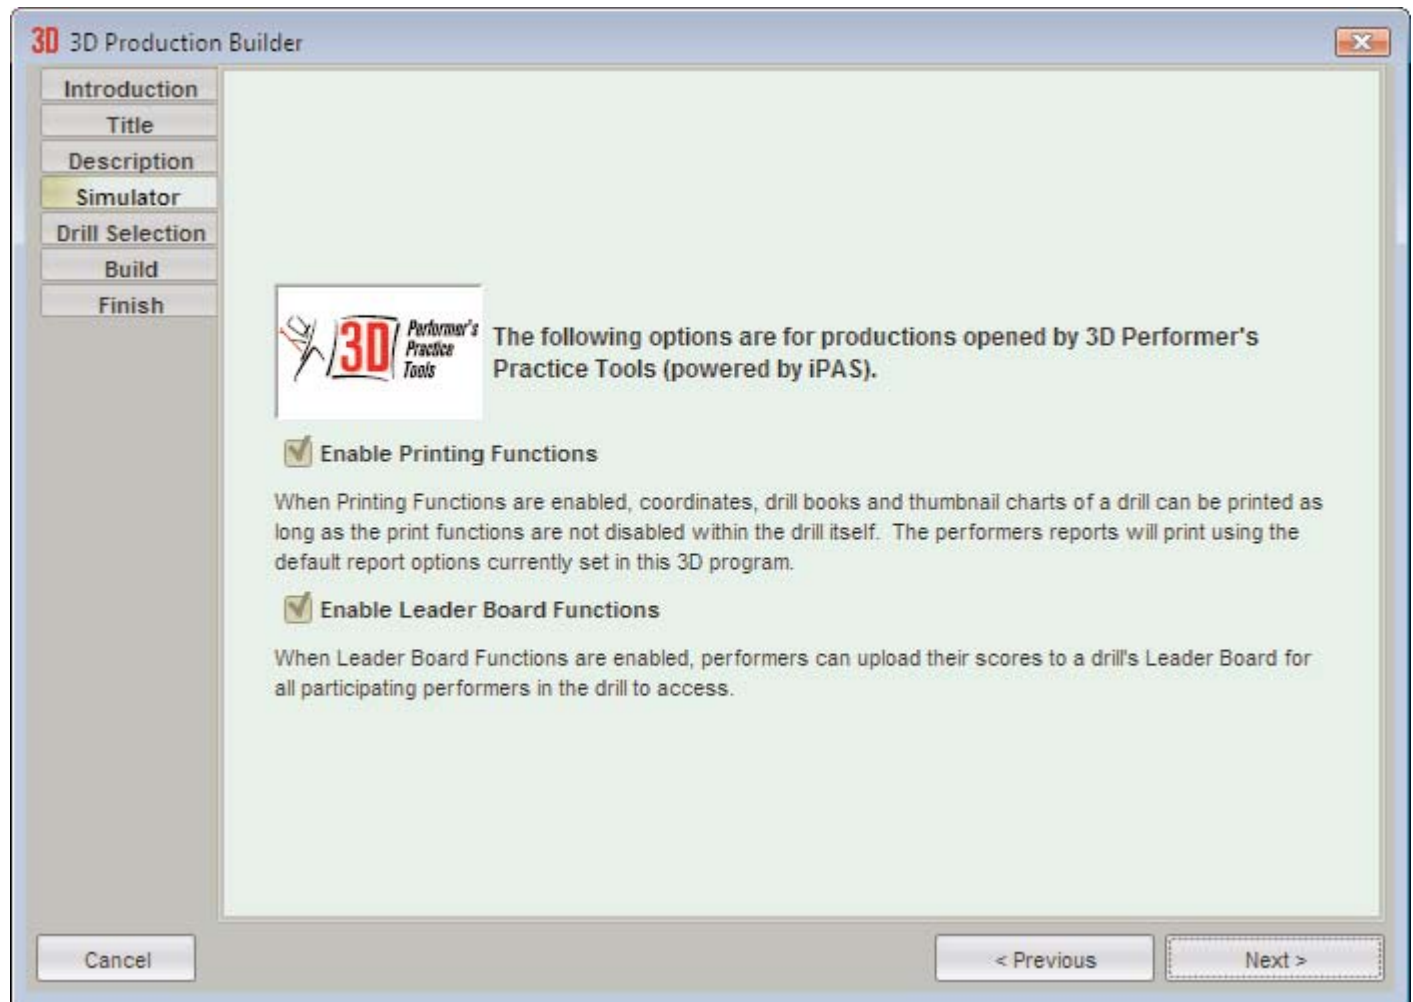 3D 3D Production Builder
Introduction
Title
Description
Simulator
Drill Selection
Build
Finish
3D Performer's
Practice
Tools
The following options are for productions opened by 3D Performer's
Practice Tools (powered by iPAS).
Enable Printing Functions
When Printing Functions are enabled, coordinates, drill books and thumbnail charts of a drill can be printed as
long as the print functions are not disabled within the drill itself.  The performers reports will print using the
default report options currently set in this 3D program.
Enable Leader Board Functions
When Leader Board Functions are enabled, performers can upload their scores to a drill's Leader Board for
all participating performers in the drill to access.
Cancel
< Previous
Next >